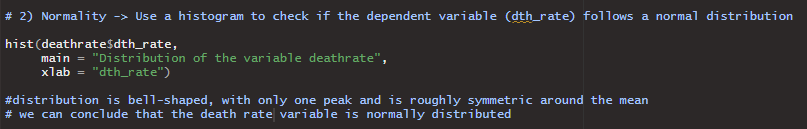 # 2) Normality -> Use a histogram to check if the dependent variable (dth_rate) follows a normal distribution
hist(deathrate$dth_rate,
main = "Distribution of the variable deathrate",
xlab = "dth_rate")
#distribution is bell-shaped, with only one peak and is roughly symmetric around the mean
# we can conclude that the death rate variable is normally distributed